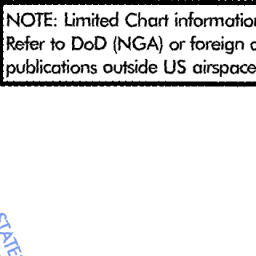 NOTE: Limited Chart information
Refer to DoD (NGA) or foreign
publications outside US airspace
STATE